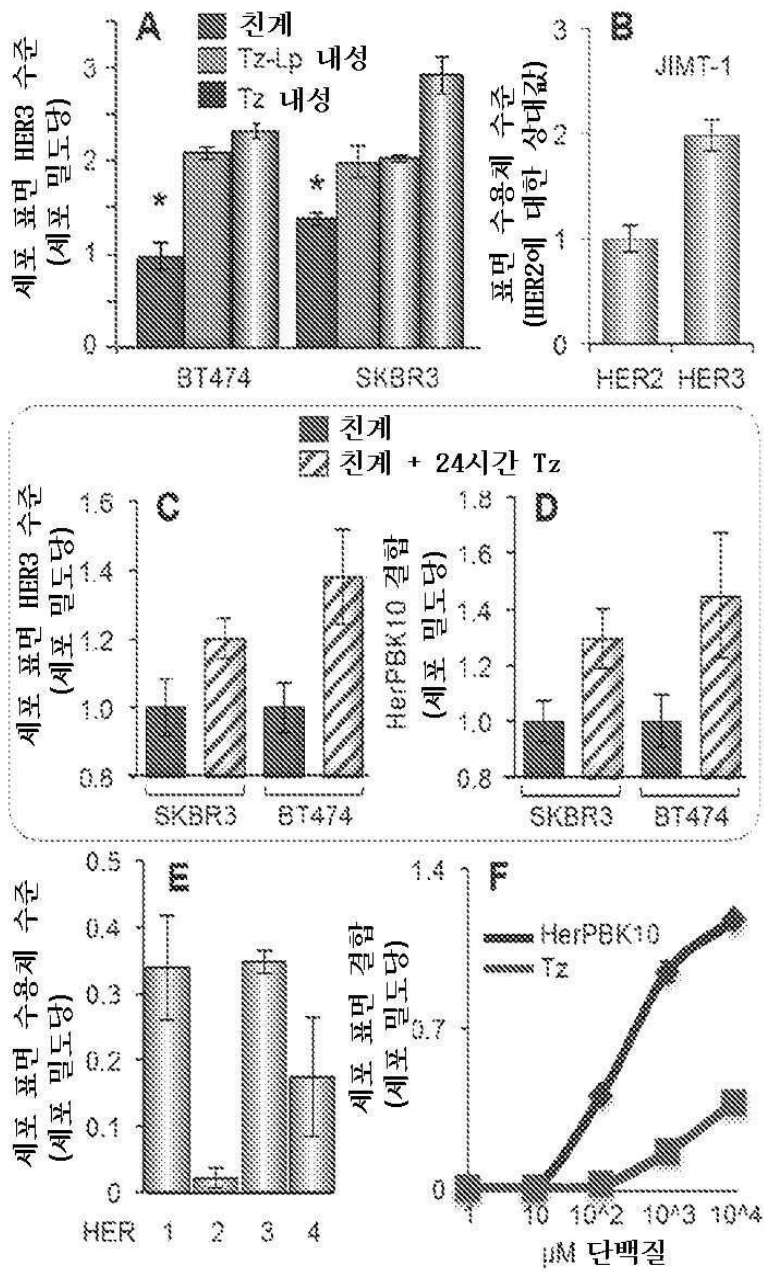 A
친계
Tz-Lp 내성
Tz 내성
세포 표면 HER3 수준
(세포 밀도당)
3
2
1
0
*
*
BT474
SKBR3
B
JIMT-1
표면 수용체 수준
(HER2에 대한 상대값)
3
2
1
0
HER2
HER3
친계
친계 + 24시간 Tz
C
세포 표면 HER3 수준
(세포 밀도당)
1.6
1.4
1.2
1.0
0.8
SKBR3
BT474
D
HerPBK10 결합
(세포 밀도당)
1.8
1.6
1.4
1.2
1.0
0.8
SKBR3
BT474
E
세포 표면 수용체 수준
(세포 밀도당)
0.5
0.4
0.3
0.2
0.1
0
HER 1 2 3 4
F
HerPBK10
Tz
세포 표면 결합
(세포 밀도당)
1.4
0.7
0
1 10 10^2 10^3 10^4
µM 단백질